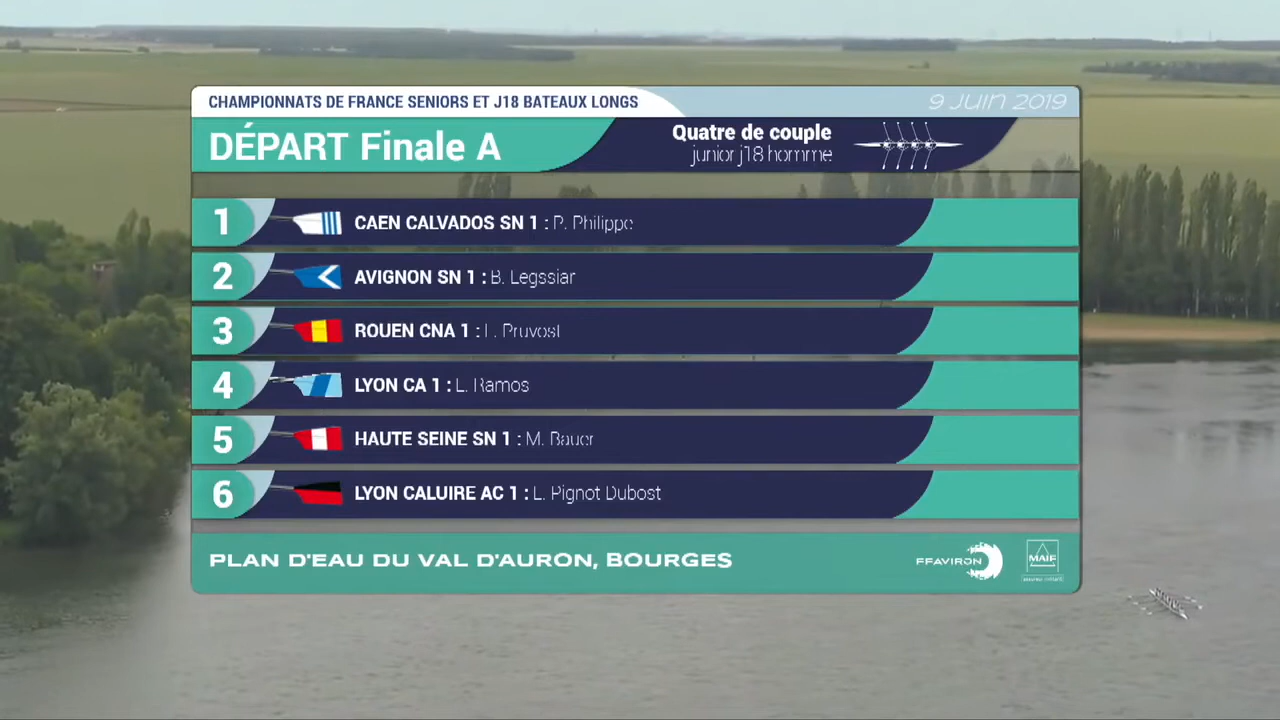 CHAMPIONNATS DE FRANCE SENIORS ET J18 BATEAUX LONGS
9 JUIN 2019
DÉPART Finale A
Quatre de couple
junior j18 homme
1 CAEN CALVADOS SN 1 : P. Philippe
2 AVIGNON SN 1 : B. Legssiar
3 ROUEN CNA 1 : L. Pruvost
4 LYON CA 1 : L. Ramos
5 HAUTE SEINE SN 1 : M. Bauer
6 LYON CALUIRE AC 1 : L. Pignot Dubost
PLAN D'EAU DU VAL D'AURON, BOURGES
FFAVIRON
MAIF